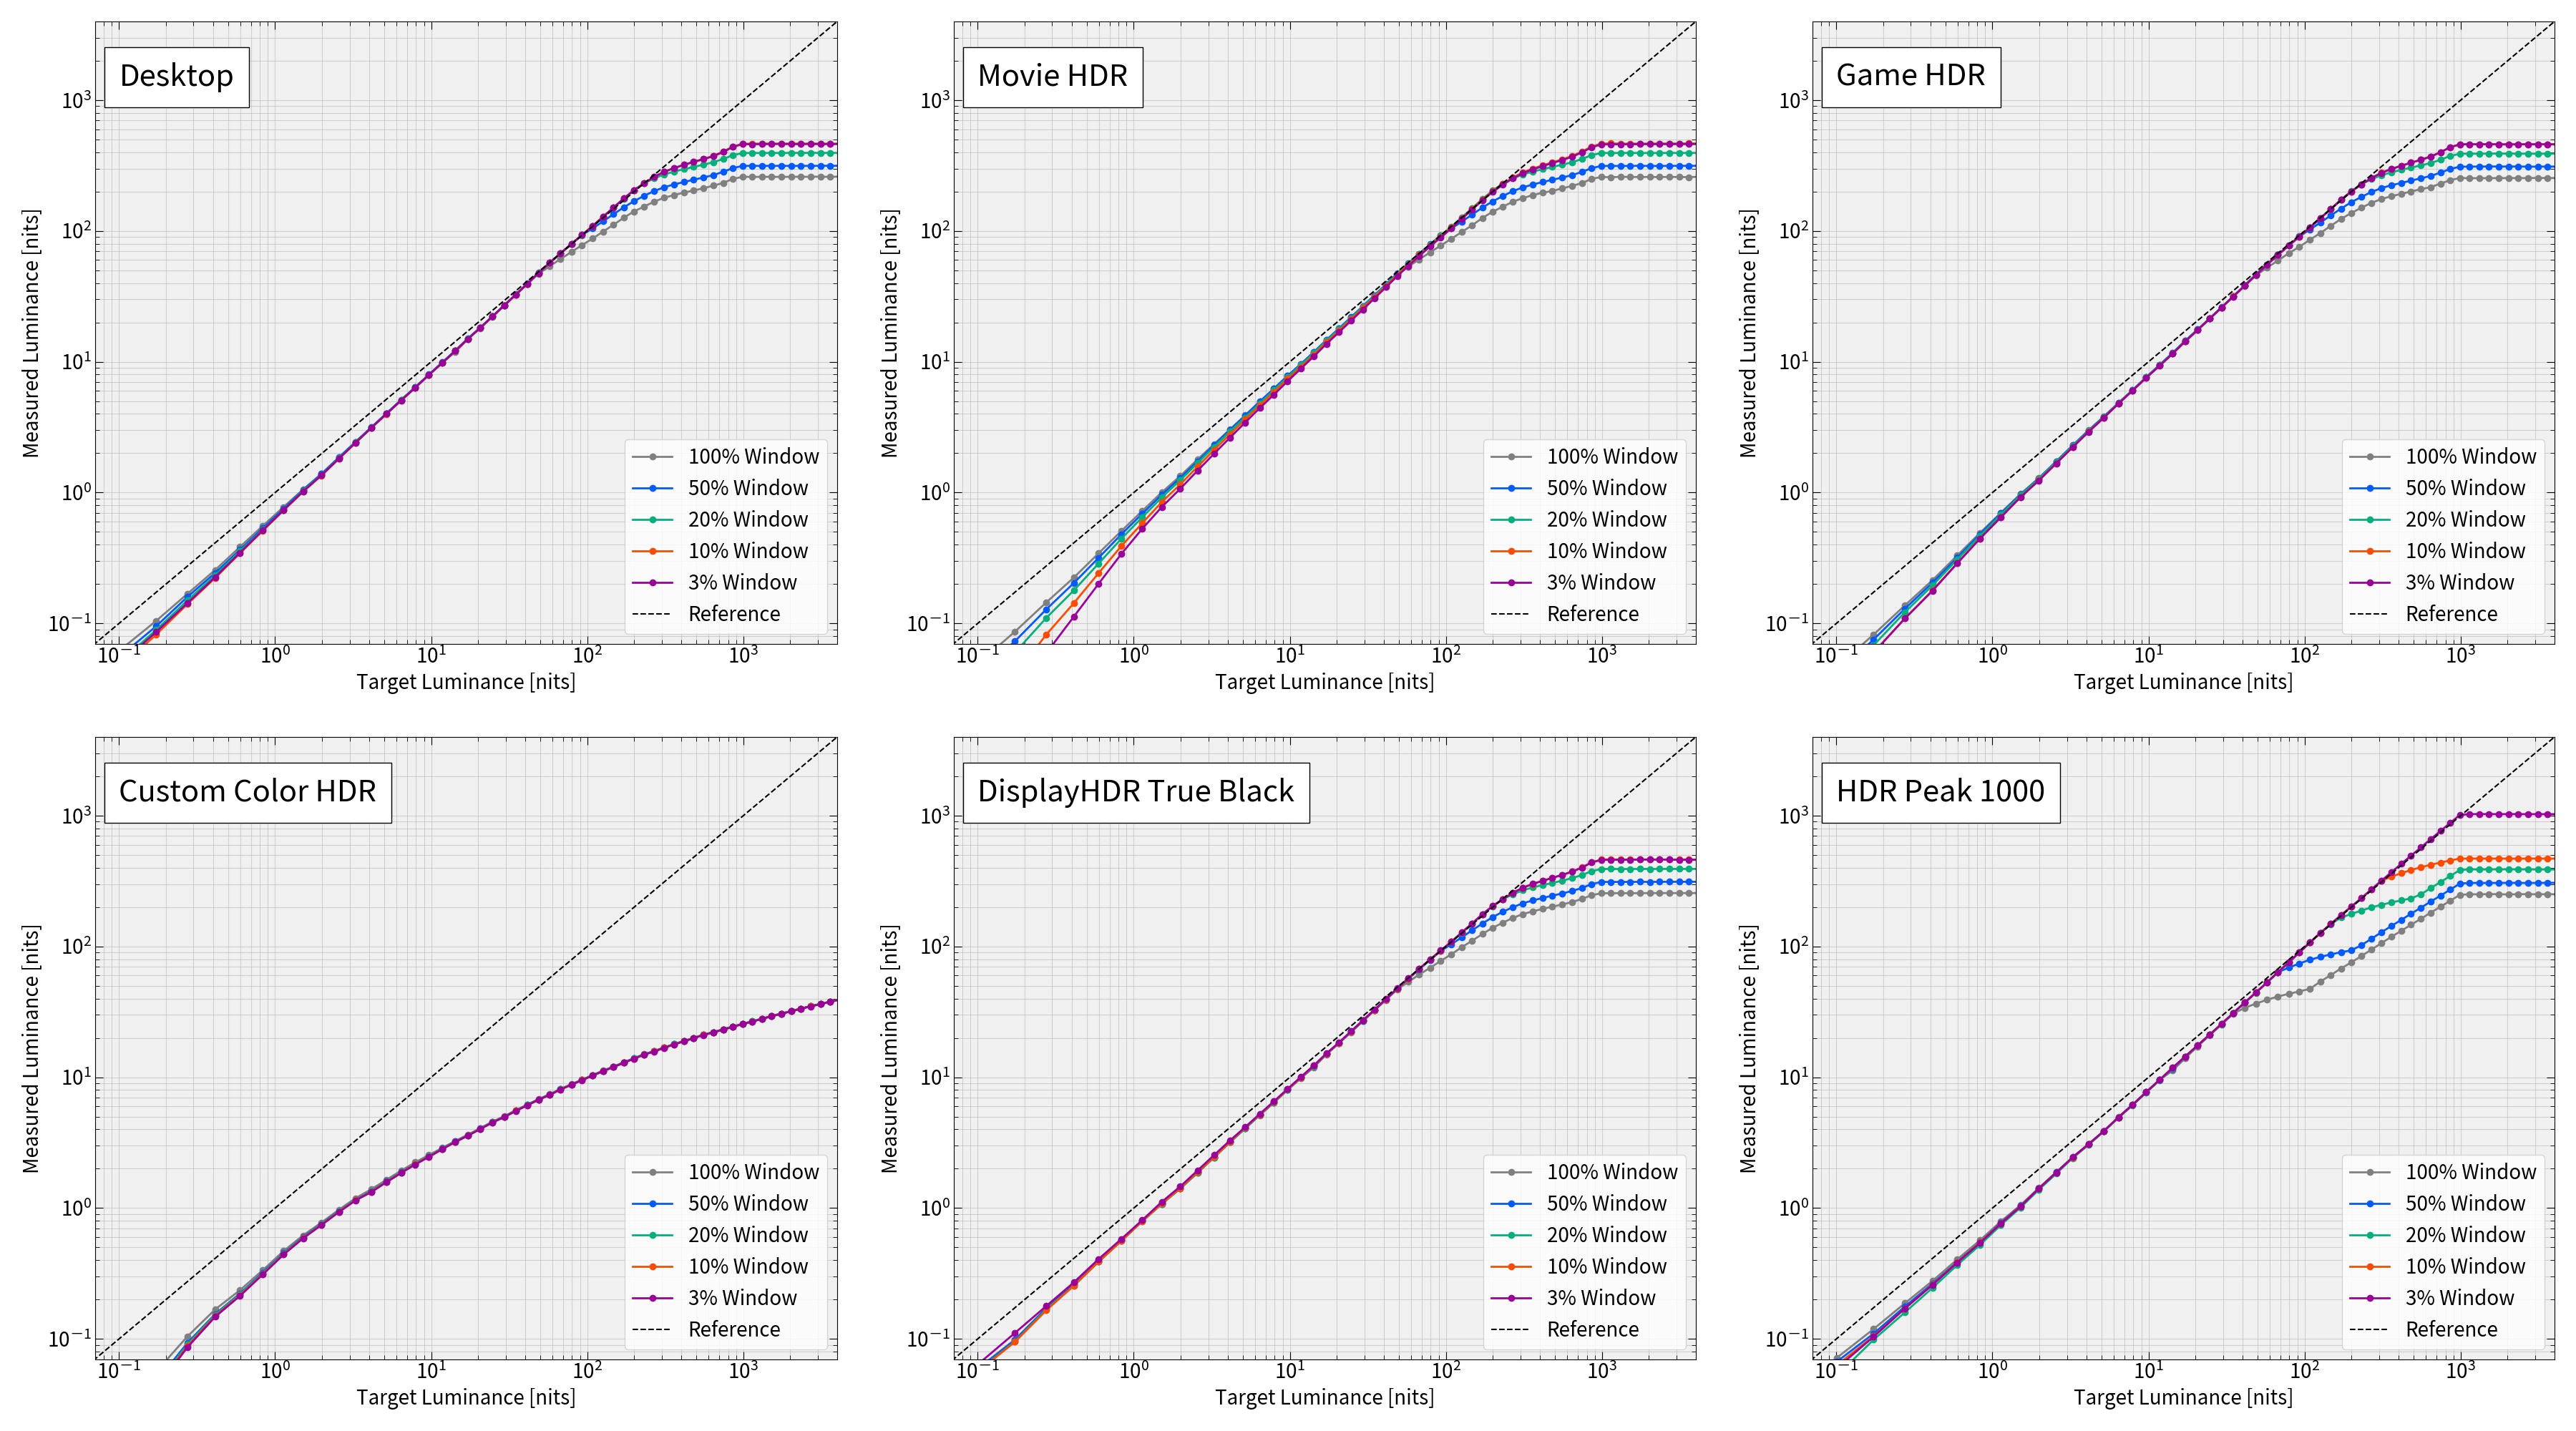 Desktop
Measured Luminance [nits]
10³
10²
10¹
10⁰
10⁻¹
100% Window
50% Window
20% Window
10% Window
3% Window
Reference
10⁻¹ 10⁰ 10¹ 10² 10³
Target Luminance [nits]
Movie HDR
Measured Luminance [nits]
10³
10²
10¹
10⁰
10⁻¹
100% Window
50% Window
20% Window
10% Window
3% Window
Reference
10⁻¹ 10⁰ 10¹ 10² 10³
Target Luminance [nits]
Game HDR
Measured Luminance [nits]
10³
10²
10¹
10⁰
10⁻¹
100% Window
50% Window
20% Window
10% Window
3% Window
Reference
10⁻¹ 10⁰ 10¹ 10² 10³
Target Luminance [nits]
Custom Color HDR
Measured Luminance [nits]
10³
10²
10¹
10⁰
10⁻¹
100% Window
50% Window
20% Window
10% Window
3% Window
Reference
10⁻¹ 10⁰ 10¹ 10² 10³
Target Luminance [nits]
DisplayHDR True Black
Measured Luminance [nits]
10³
10²
10¹
10⁰
10⁻¹
100% Window
50% Window
20% Window
10% Window
3% Window
Reference
10⁻¹ 10⁰ 10¹ 10² 10³
Target Luminance [nits]
HDR Peak 1000
Measured Luminance [nits]
10³
10²
10¹
10⁰
10⁻¹
100% Window
50% Window
20% Window
10% Window
3% Window
Reference
10⁻¹ 10⁰ 10¹ 10² 10³
Target Luminance [nits]